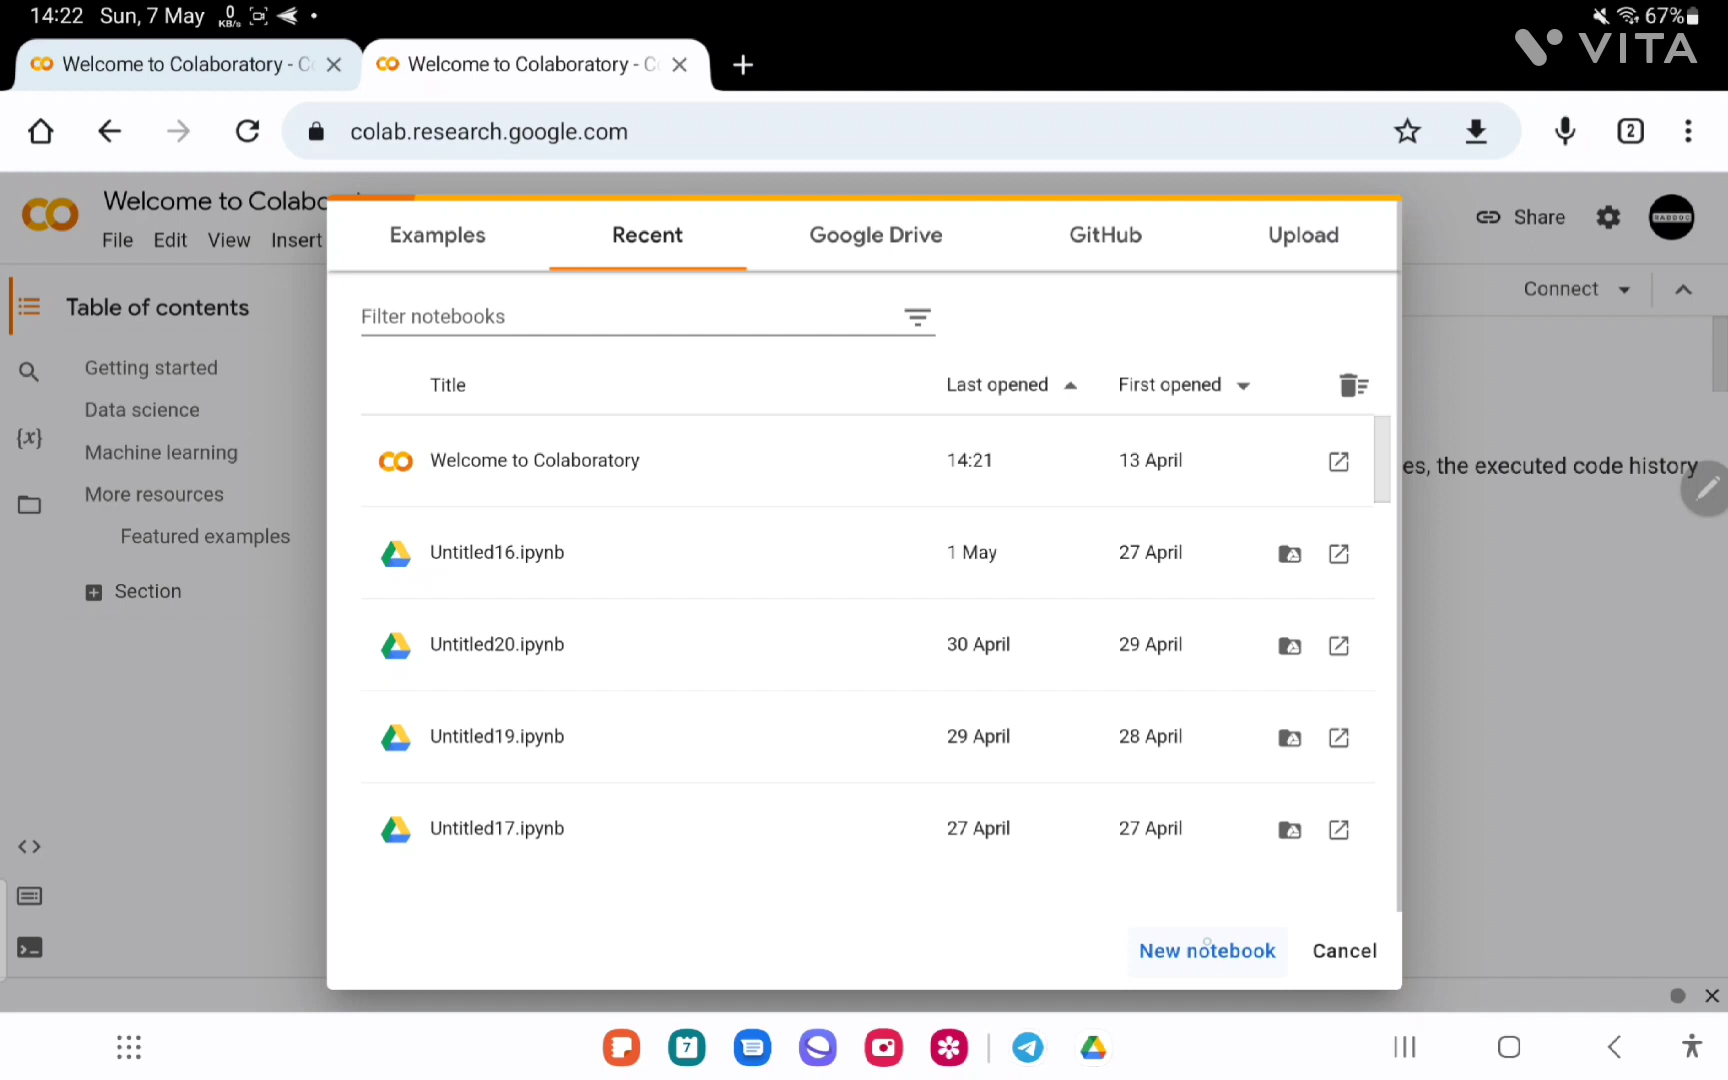 14:22 Sun, 7 May 0 KB/s 67%
VITA
Welcome to Colaboratory - C
Welcome to Colaboratory - C
colab.research.google.com
2
Welcome to Colabo
File Edit View Insert
Share
Connect
Table of contents
Getting started
Data science
Machine learning
More resources
Featured examples
Section
Examples Recent Google Drive GitHub Upload
Filter notebooks
Title Last opened First opened
Welcome to Colaboratory 14:21 13 April
Untitled16.ipynb 1 May 27 April
Untitled20.ipynb 30 April 29 April
Untitled19.ipynb 29 April 28 April
Untitled17.ipynb 27 April 27 April
es, the executed code history
New notebook Cancel
7